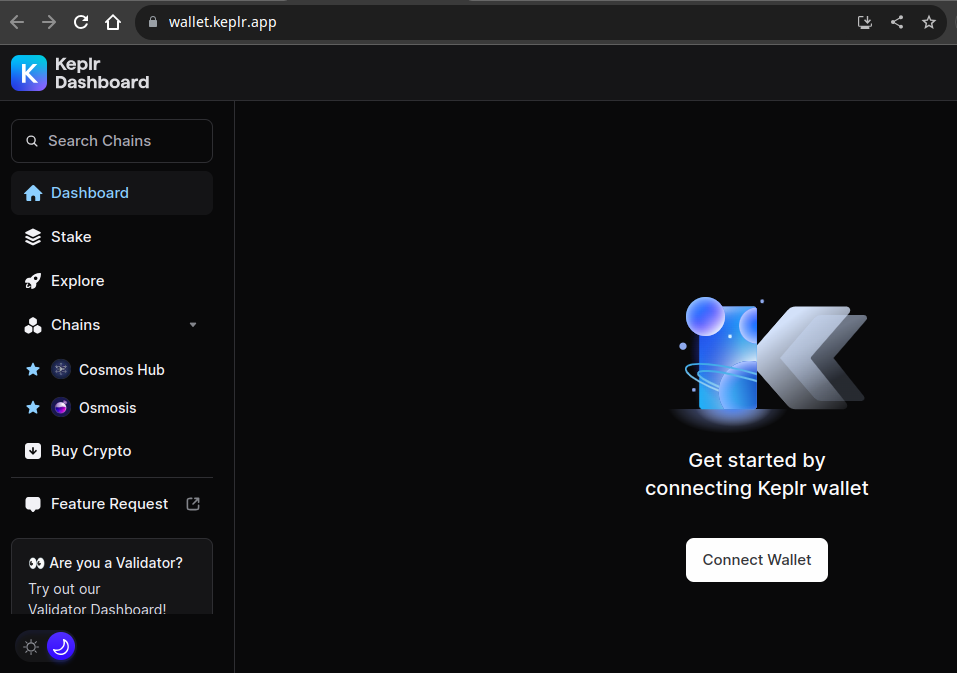 wallet.keplr.app
Keplr
Dashboard
Search Chains
Dashboard
Stake
Explore
Chains
Cosmos Hub
Osmosis
Buy Crypto
Feature Request
👀 Are you a Validator?
Try out our
Validator Dashboard!
Get started by
connecting Keplr wallet
Connect Wallet